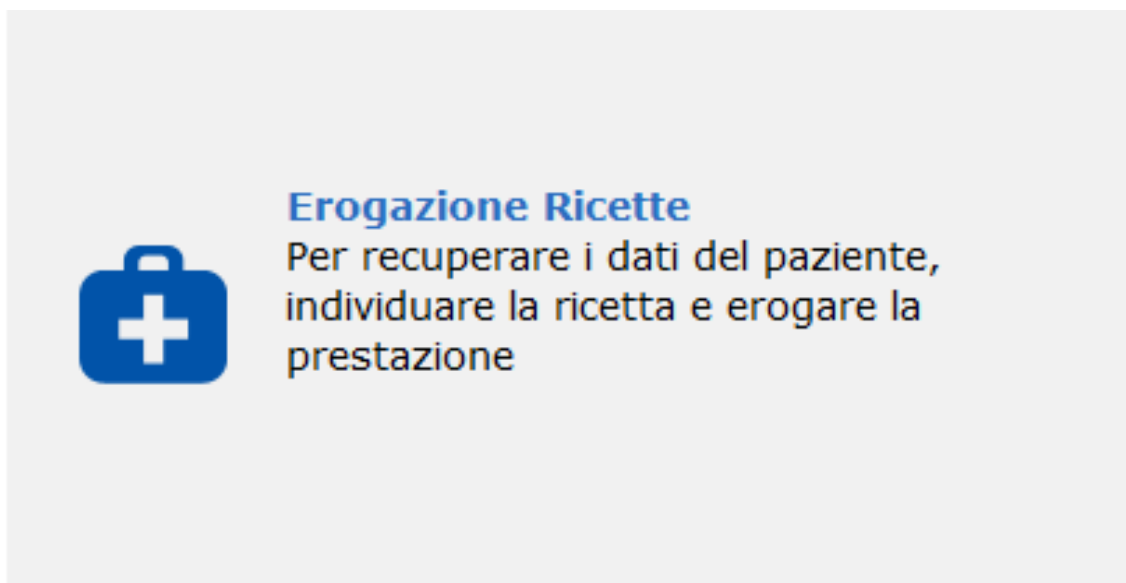 Erogazione Ricette
Per recuperare i dati del paziente,
individuare la ricetta e erogare la
prestazione